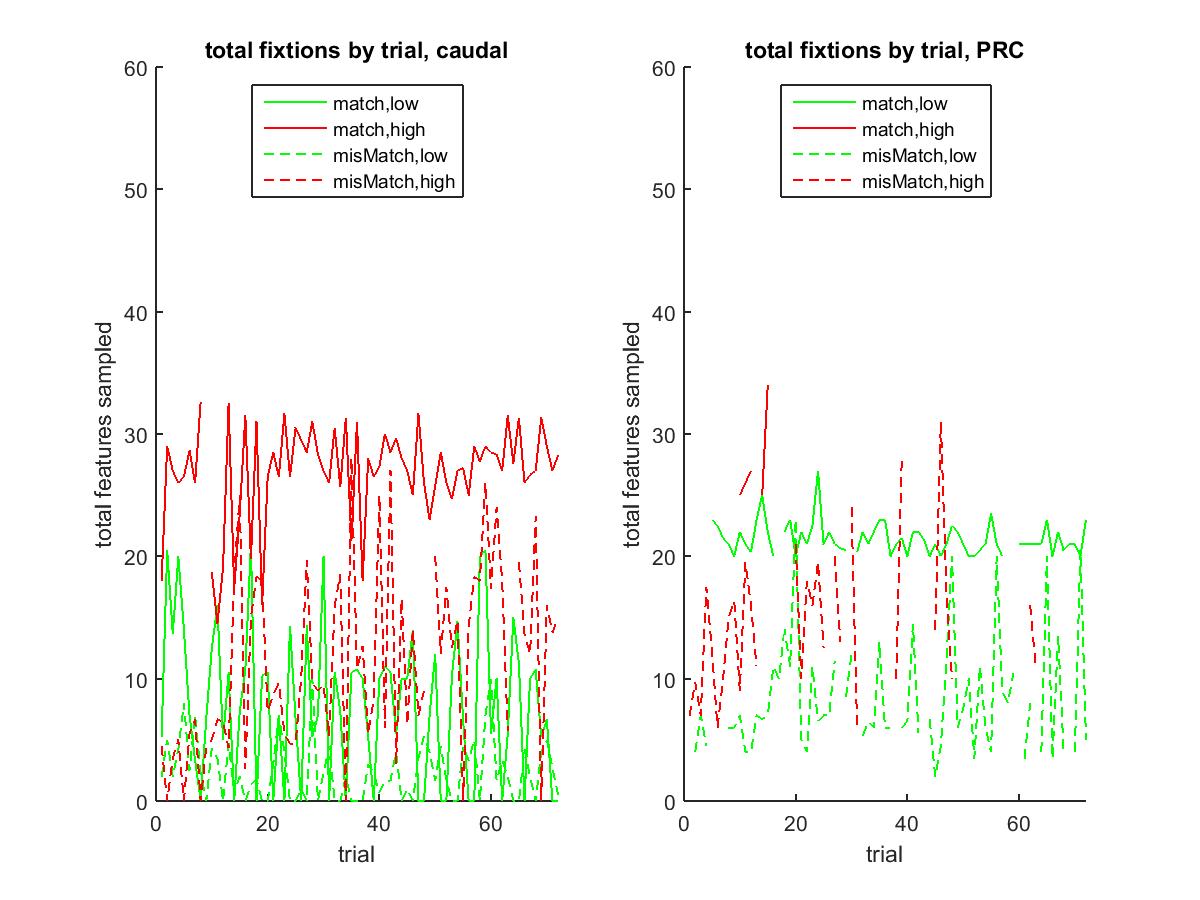 total fixtions by trial, caudal
60
50
40
30
20
10
0
0 20 40 60
total features sampled
trial
match,low
match,high
misMatch,low
misMatch,high
total fixtions by trial, PRC
60
50
40
30
20
10
0
0 20 40 60
total features sampled
trial
match,low
match,high
misMatch,low
misMatch,high